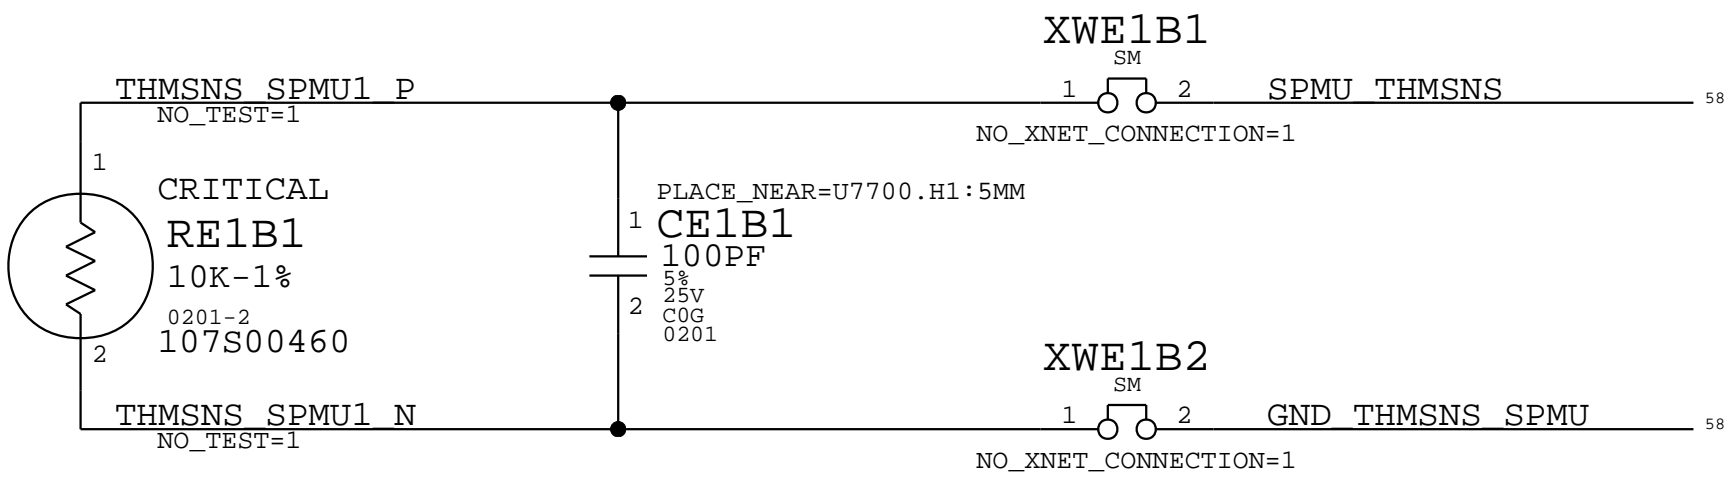 XWE1B1
SM
THMSNS_SPMU1_P
1
2
SPMU_THMSNS
58
NO_TEST=1
NO_XNET_CONNECTION=1
1
CRITICAL
RE1B1
10K-1%
0201-2
107S00460
2
PLACE_NEAR=U7700.H1:5MM
1
CE1B1
100PF
5%
25V
C0G
0201
2
XWE1B2
SM
THMSNS_SPMU1_N
1
2
GND_THMSNS_SPMU
58
NO_TEST=1
NO_XNET_CONNECTION=1